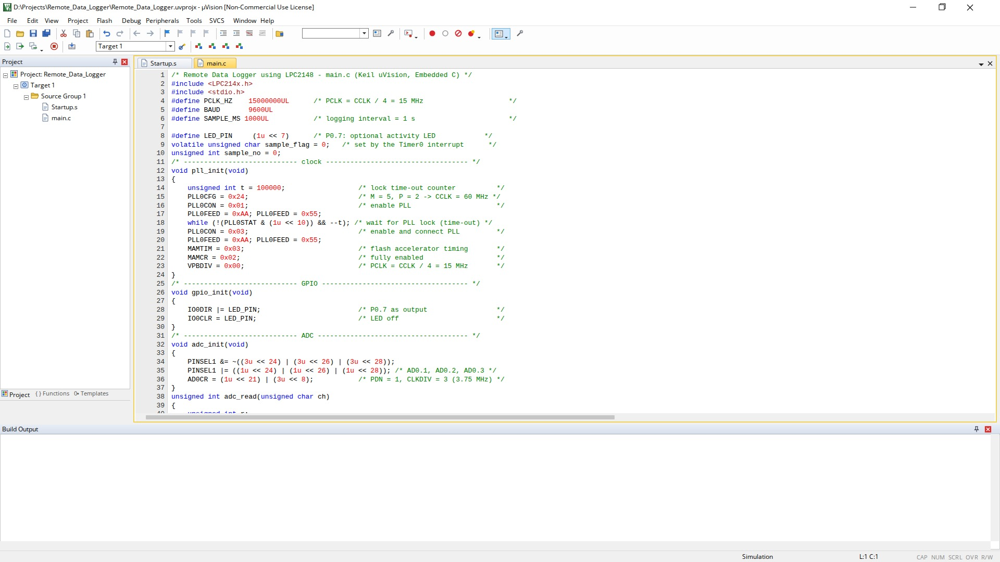 D:\Projects\Remote_Data_Logger\Remote_Data_Logger.uvprojx - µVision [Non-Commercial Use License]
File Edit View Project Flash Debug Peripherals Tools SVCS Window Help
Target 1
Project
Project: Remote_Data_Logger
Target 1
Source Group 1
Startup.s
main.c
Project { } Functions 0 Templates
Startup.s main.c
1 /* Remote Data Logger using LPC2148 - main.c (Keil uVision, Embedded C) */
2 #include <LPC214x.h>
3 #include <stdio.h>
4 #define PCLK_HZ    15000000UL      /* PCLK = CCLK / 4 = 15 MHz                     */
5 #define BAUD       9600UL
6 #define SAMPLE_MS 1000UL           /* logging interval = 1 s                       */
7
8 #define LED_PIN     (1u << 7)      /* P0.7: optional activity LED            */
9 volatile unsigned char sample_flag = 0;   /* set by the Timer0 interrupt      */
10 unsigned int sample_no = 0;
11 /* ---------------------------- clock ----------------------------------- */
12 void pll_init(void)
13 {
14     unsigned int t = 100000;                  /* lock time-out counter          */
15     PLL0CFG = 0x24;                           /* M = 5, P = 2 -> CCLK = 60 MHz */
16     PLL0CON = 0x01;                           /* enable PLL                     */
17     PLL0FEED = 0xAA; PLL0FEED = 0x55;
18     while (!(PLL0STAT & (1u << 10)) && --t); /* wait for PLL lock (time-out) */
19     PLL0CON = 0x03;                           /* enable and connect PLL         */
20     PLL0FEED = 0xAA; PLL0FEED = 0x55;
21     MAMTIM = 0x03;                            /* flash accelerator timing       */
22     MAMCR = 0x02;                             /* fully enabled                  */
23     VPBDIV = 0x00;                            /* PCLK = CCLK / 4 = 15 MHz       */
24 }
25 /* ---------------------------- GPIO ------------------------------------ */
26 void gpio_init(void)
27 {
28     IO0DIR |= LED_PIN;                        /* P0.7 as output                 */
29     IO0CLR = LED_PIN;                         /* LED off                        */
30 }
31 /* ---------------------------- ADC ------------------------------------- */
32 void adc_init(void)
33 {
34     PINSEL1 &= ~((3u << 24) | (3u << 26) | (3u << 28));
35     PINSEL1 |= ((1u << 24) | (1u << 26) | (1u << 28)); /* AD0.1, AD0.2, AD0.3 */
36     AD0CR = (1u << 21) | (3u << 8);           /* PDN = 1, CLKDIV = 3 (3.75 MHz) */
37 }
38 unsigned int adc_read(unsigned char ch)
39 {
40     unsigned int r;
Build Output
Simulation L:1 C:1 CAP NUM SCRL OVR R/W